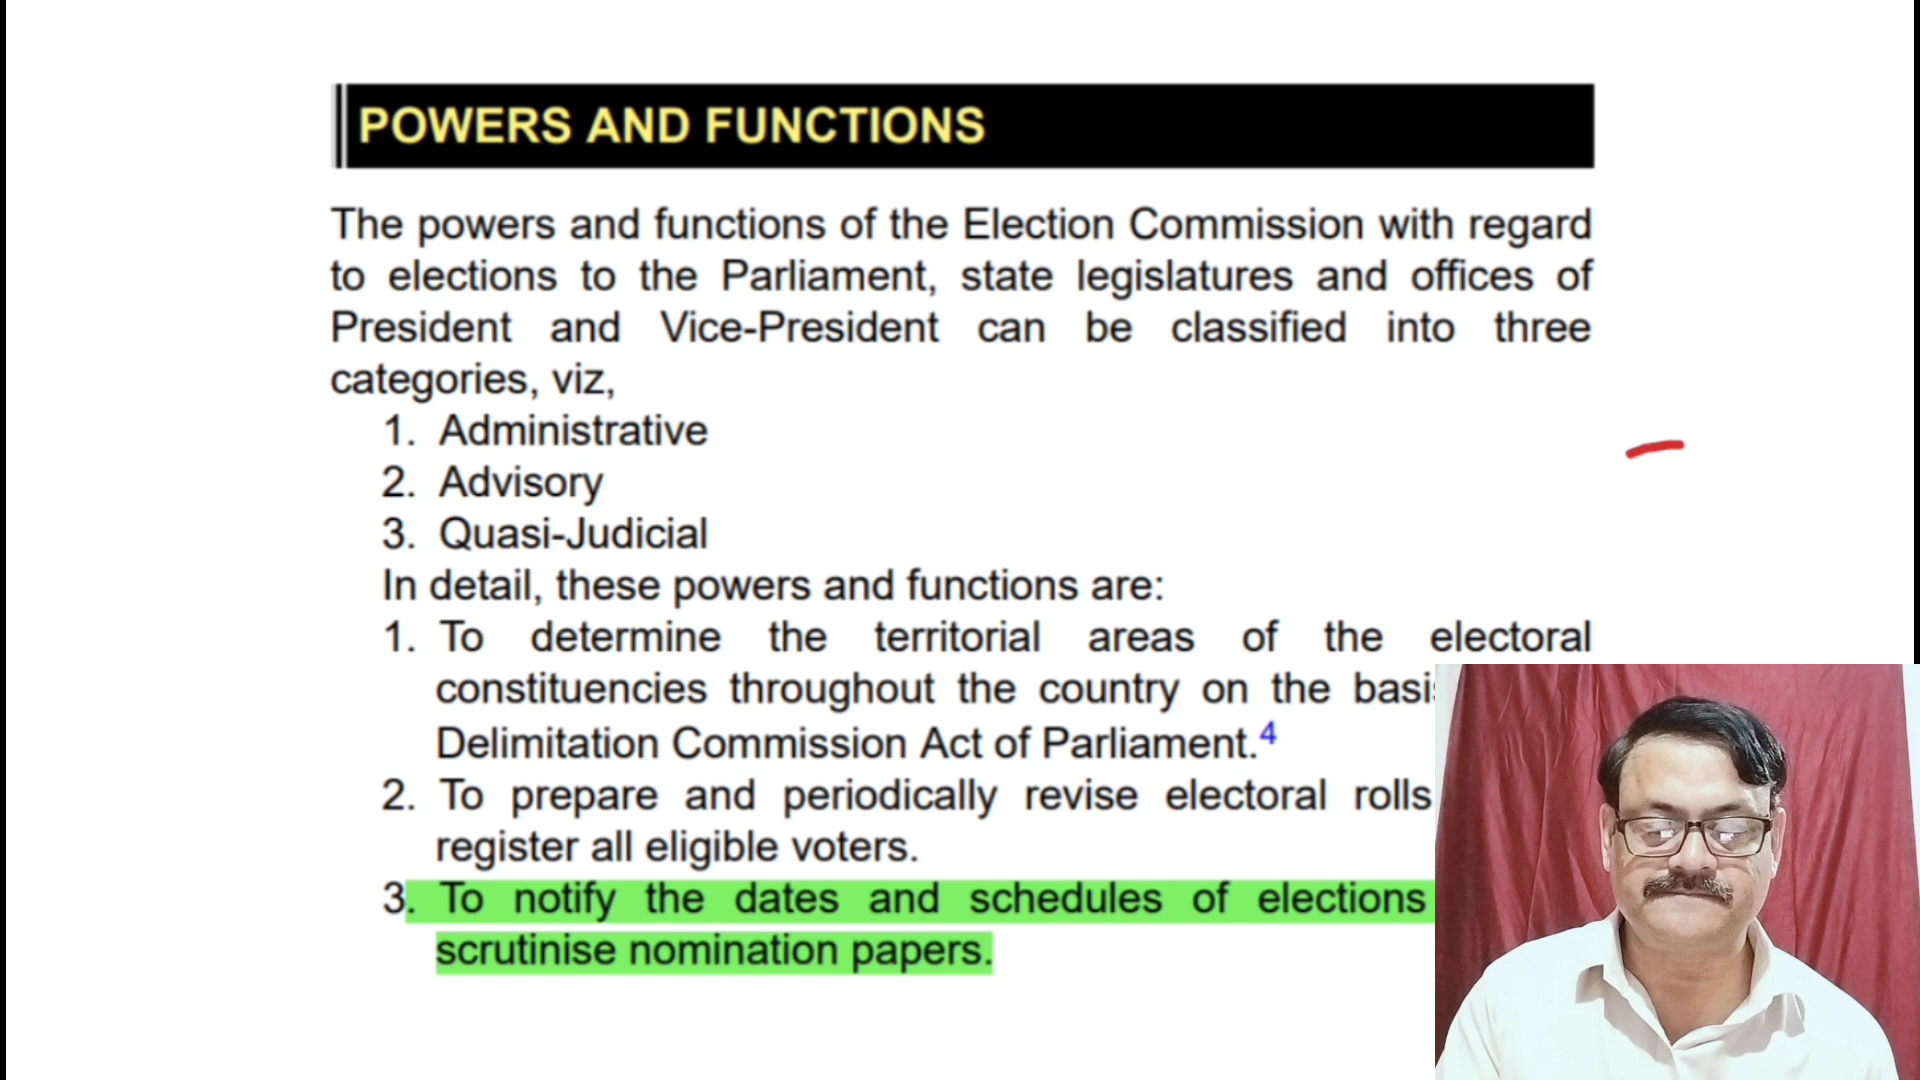 POWERS AND FUNCTIONS
The powers and functions of the Election Commission with regard
to elections to the Parliament, state legislatures and offices of
President and Vice-President can be classified into three
categories, viz,
1. Administrative
2. Advisory
3. Quasi-Judicial
In detail, these powers and functions are:
1. To determine the territorial areas of the electoral
constituencies throughout the country on the
Delimitation Commission Act of Parliament.4
2. To prepare and periodically revise electoral rolls
register all eligible voters.
3. To notify the dates and schedules of elections
scrutinise nomination papers.